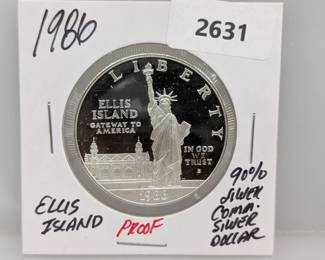 1986
2631
LIBERTY
ELLIS
ISLAND
GATEWAY TO
AMERICA
IN GOD
WE
TRUST
S
1986
ELLIS
ISLAND
PROOF
90%
SILVER
COMM.
SILVER
DOLLAR